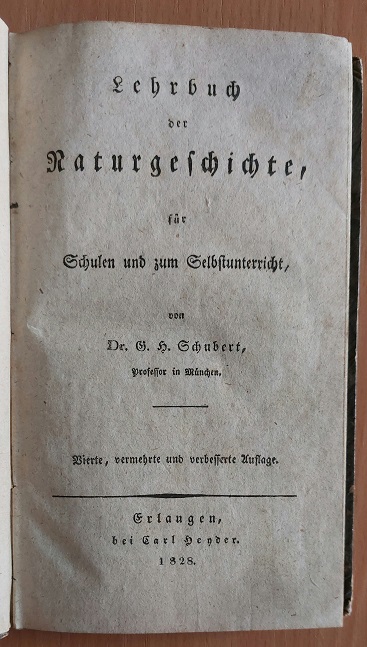 Lehrbuch
der
Naturgeschichte,
für
Schulen und zum Selbstunterricht,
von
Dr. G. H. Schubert,
Professor in München.
Vierte, vermehrte und verbesserte Auflage.
Erlangen,
bei Carl Heyder.
1828.